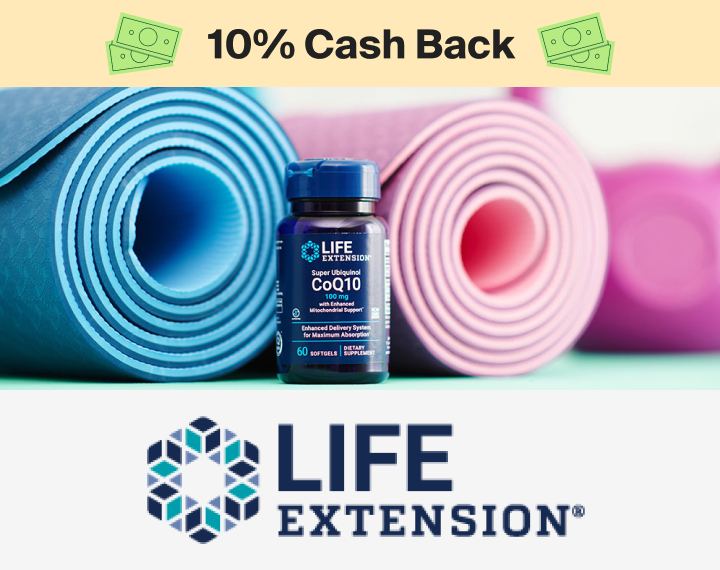 10% Cash Back
LIFE
EXTENSION®
Super Ubiquinol
CoQ10
100 mg
with Enhanced
Mitochondrial Support
Enhanced Delivery System
for Maximum Absorption
60 SOFTGELS
DIETARY
SUPPLEMENT
LIFE
EXTENSION®